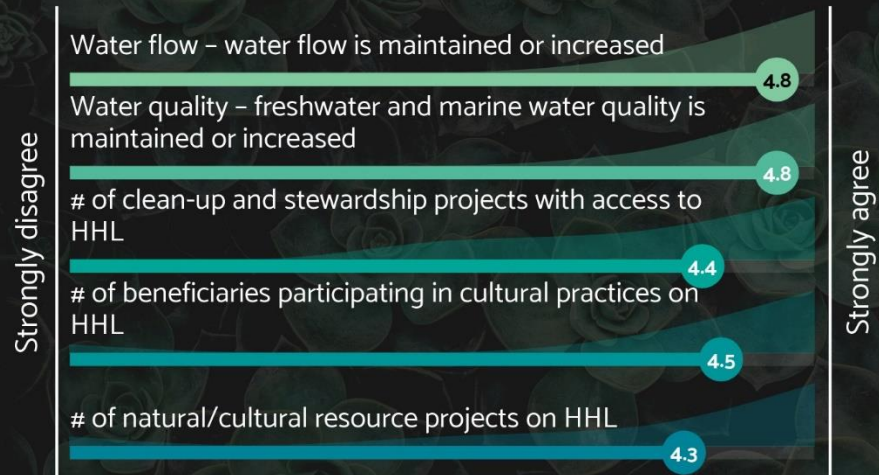 Water flow – water flow is maintained or increased
4.8
Water quality – freshwater and marine water quality is
maintained or increased
4.8
# of clean-up and stewardship projects with access to
HHL
4.4
# of beneficiaries participating in cultural practices on
HHL
4.5
# of natural/cultural resource projects on HHL
4.3
Strongly disagree
Strongly agree